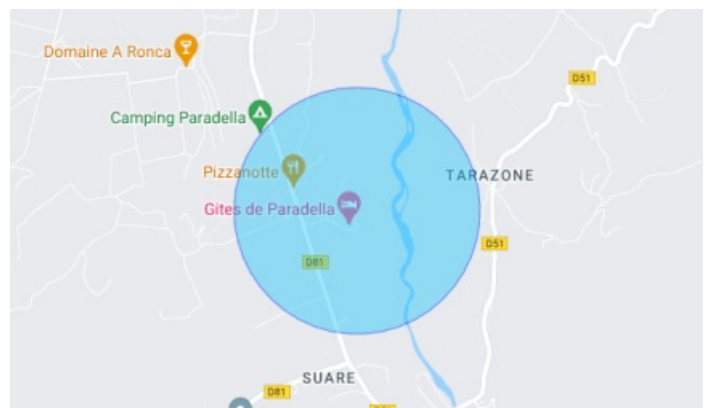 Domaine A Ronca
D51
Camping Paradella
Pizzanotte
TARAZONE
Gites de Paradella
D51
D81
SUARE
D81